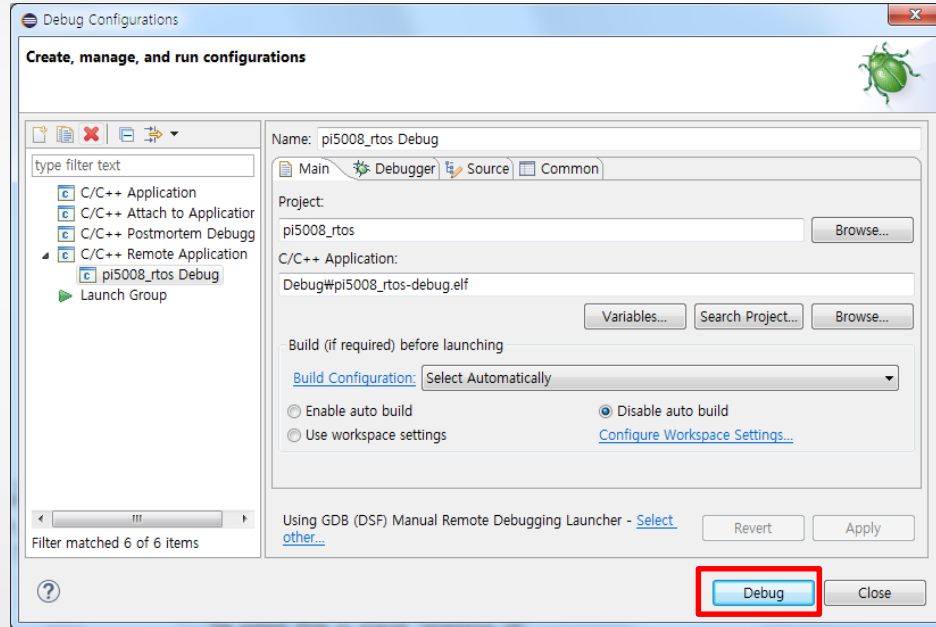 Debug Configurations
Create, manage, and run configurations
type filter text
C/C++ Application
C/C++ Attach to Application
C/C++ Postmortem Debugg
C/C++ Remote Application
pi5008_rtos Debug
Launch Group
Filter matched 6 of 6 items
Name: pi5008_rtos Debug
Main Debugger Source Common
Project:
pi5008_rtos Browse...
C/C++ Application:
Debug₩pi5008_rtos-debug.elf
Variables... Search Project... Browse...
Build (if required) before launching
Build Configuration: Select Automatically
Enable auto build Disable auto build
Use workspace settings Configure Workspace Settings...
Using GDB (DSF) Manual Remote Debugging Launcher - Select
other... Revert Apply
Debug Close